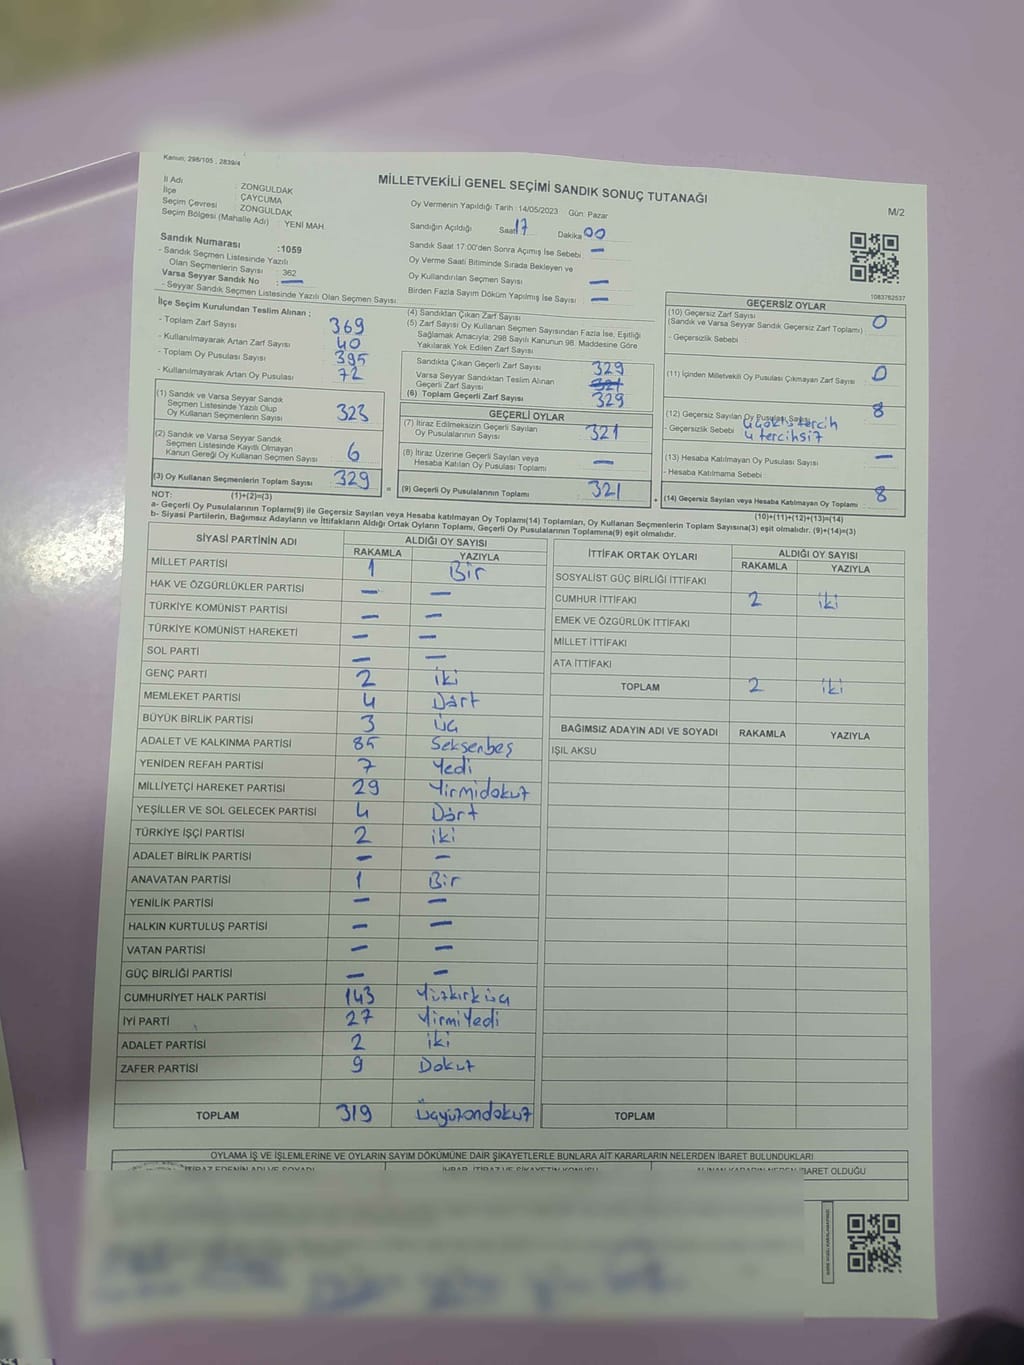 Kanun; 298/105 , 2839/4
MİLLETVEKİLİ GENEL SEÇİMİ SANDIK SONUÇ TUTANAĞI
M/2
İl Adı : ZONGULDAK
İlçe : ÇAYCUMA
Seçim Çevresi : ZONGULDAK
Seçim Bölgesi (Mahalle Adı) : YENİ MAH
Sandık Numarası :1059
- Sandık Seçmen Listesinde Yazılı
Olan Seçmenlerin Sayısı : 362
Varsa Seyyar Sandık No : —
- Seyyar Sandık Seçmen Listesinde Yazılı Olan Seçmen Sayısı
Oy Vermenin Yapıldığı Tarih : 14/05/2023 Gün: Pazar
Sandığın Açıldığı Saat 17 Dakika 00
Sandık Saat 17:00'den Sonra Açımış İse Sebebi —
Oy Verme Saati Bitiminde Sırada Bekleyen ve
Oy Kullandırılan Seçmen Sayısı —
Birden Fazla Sayım Döküm Yapılmış İse Sayısı —
1083782537
İlçe Seçim Kurulundan Teslim Alınan ;
- Toplam Zarf Sayısı 369
- Kullanılmayarak Artan Zarf Sayısı 40
- Toplam Oy Pusulası Sayısı 395
- Kullanılmayarak Artan Oy Pusulası 72
(1) Sandık ve Varsa Seyyar Sandık
Seçmen Listesinde Yazılı Olup
Oy Kullanan Seçmenlerin Sayısı 323
(2) Sandık ve Varsa Seyyar Sandık
Seçmen Listesinde Kayıtlı Olmayan
Kanun Gereği Oy Kullanan Seçmen Sayısı 6
(3) Oy Kullanan Seçmenlerin Toplam Sayısı 329
(4) Sandıktan Çıkan Zarf Sayısı
(5) Zarf Sayısı Oy Kullanan Seçmen Sayısından Fazla İse, Eşitliği
Sağlamak Amacıyla; 298 Sayılı Kanunun 98. Maddesine Göre
Yakılarak Yok Edilen Zarf Sayısı
Sandıkta Çıkan Geçerli Zarf Sayısı 329
Varsa Seyyar Sandıktan Teslim Alınan
Geçerli Zarf Sayısı 321
(6) Toplam Geçerli Zarf Sayısı 329
GEÇERLİ OYLAR
(7) İtiraz Edilmeksizin Geçerli Sayılan
Oy Pusulalarının Sayısı 321
(8) İtiraz Üzerine Geçerli Sayılan veya
Hesaba Katılan Oy Pusulası Toplamı —
= (9) Geçerli Oy Pusulalarının Toplamı 321
GEÇERSİZ OYLAR
(10) Geçersiz Zarf Sayısı
(Sandık ve Varsa Seyyar Sandık Geçersiz Zarf Toplamı) 0
- Geçersizlik Sebebi
(11) İçinden Milletvekili Oy Pusulası Çıkmayan Zarf Sayısı 0
(12) Geçersiz Sayılan Oy Pusulası Sayısı 8
- Geçersizlik Sebebi 4 tercihsiz
(13) Hesaba Katılmayan Oy Pusulası Sayısı —
- Hesaba Katılmama Sebebi
+ (14) Geçersiz Sayılan veya Hesaba Katılmayan Oy Toplamı 8
NOT: (1)+(2)=(3) (10)+(11)+(12)+(13)=(14)
a- Geçerli Oy Pusulalarının Toplamı(9) ile Geçersiz Sayılan veya Hesaba katılmayan Oy Toplamı(14) Toplamları, Oy Kullanan Seçmenlerin Toplam Sayısına(3) eşit olmalıdır. (9)+(14)=(3)
b- Siyasi Partilerin, Bağımsız Adayların ve İttifakların Aldığı Ortak Oyların Toplamı, Geçerli Oy Pusulalarının Toplamına(9) eşit olmalıdır.
SİYASİ PARTİNİN ADI ALDIĞI OY SAYISI
RAKAMLA YAZIYLA
MİLLET PARTİSİ 1 Bir
HAK VE ÖZGÜRLÜKLER PARTİSİ — —
TÜRKİYE KOMÜNİST PARTİSİ — —
TÜRKİYE KOMÜNİST HAREKETİ — —
SOL PARTİ — —
GENÇ PARTİ 2 iki
MEMLEKET PARTİSİ 4 Dört
BÜYÜK BİRLİK PARTİSİ 3 üç
ADALET VE KALKINMA PARTİSİ 85 Seksenbeş
YENİDEN REFAH PARTİSİ 7 Yedi
MİLLİYETÇİ HAREKET PARTİSİ 29 Yirmidokuz
YEŞİLLER VE SOL GELECEK PARTİSİ 4 Dört
TÜRKİYE İŞÇİ PARTİSİ 2 iki
ADALET BİRLİK PARTİSİ — —
ANAVATAN PARTİSİ 1 Bir
YENİLİK PARTİSİ — —
HALKIN KURTULUŞ PARTİSİ — —
VATAN PARTİSİ — —
GÜÇ BİRLİĞİ PARTİSİ — —
CUMHURİYET HALK PARTİSİ 143 Yüzkırküç
İYİ PARTİ 27 YirmiYedi
ADALET PARTİSİ 2 iki
ZAFER PARTİSİ 9 Dokuz
TOPLAM 319 üçyüzondokuz
İTTİFAK ORTAK OYLARI ALDIĞI OY SAYISI
RAKAMLA YAZIYLA
SOSYALİST GÜÇ BİRLİĞİ İTTİFAKI
CUMHUR İTTİFAKI 2 iki
EMEK VE ÖZGÜRLÜK İTTİFAKI
MİLLET İTTİFAKI
ATA İTTİFAKI
TOPLAM 2 iki
BAĞIMSIZ ADAYIN ADI VE SOYADI RAKAMLA YAZIYLA
IŞIL AKSU
TOPLAM
OYLAMA İŞ VE İŞLEMLERİNE VE OYLARIN SAYIM DÖKÜMÜNE DAİR ŞİKAYETLERLE BUNLARA AİT KARARLARIN NELERDEN İBARET BULUNDUKLARI
İTİRAZ EDENİN ADI VE SOYADI İHBAR, İTİRAZ VE ŞİKAYETİN KONUSU ALINAN KARARIN NEDEN İBARET OLDUĞU